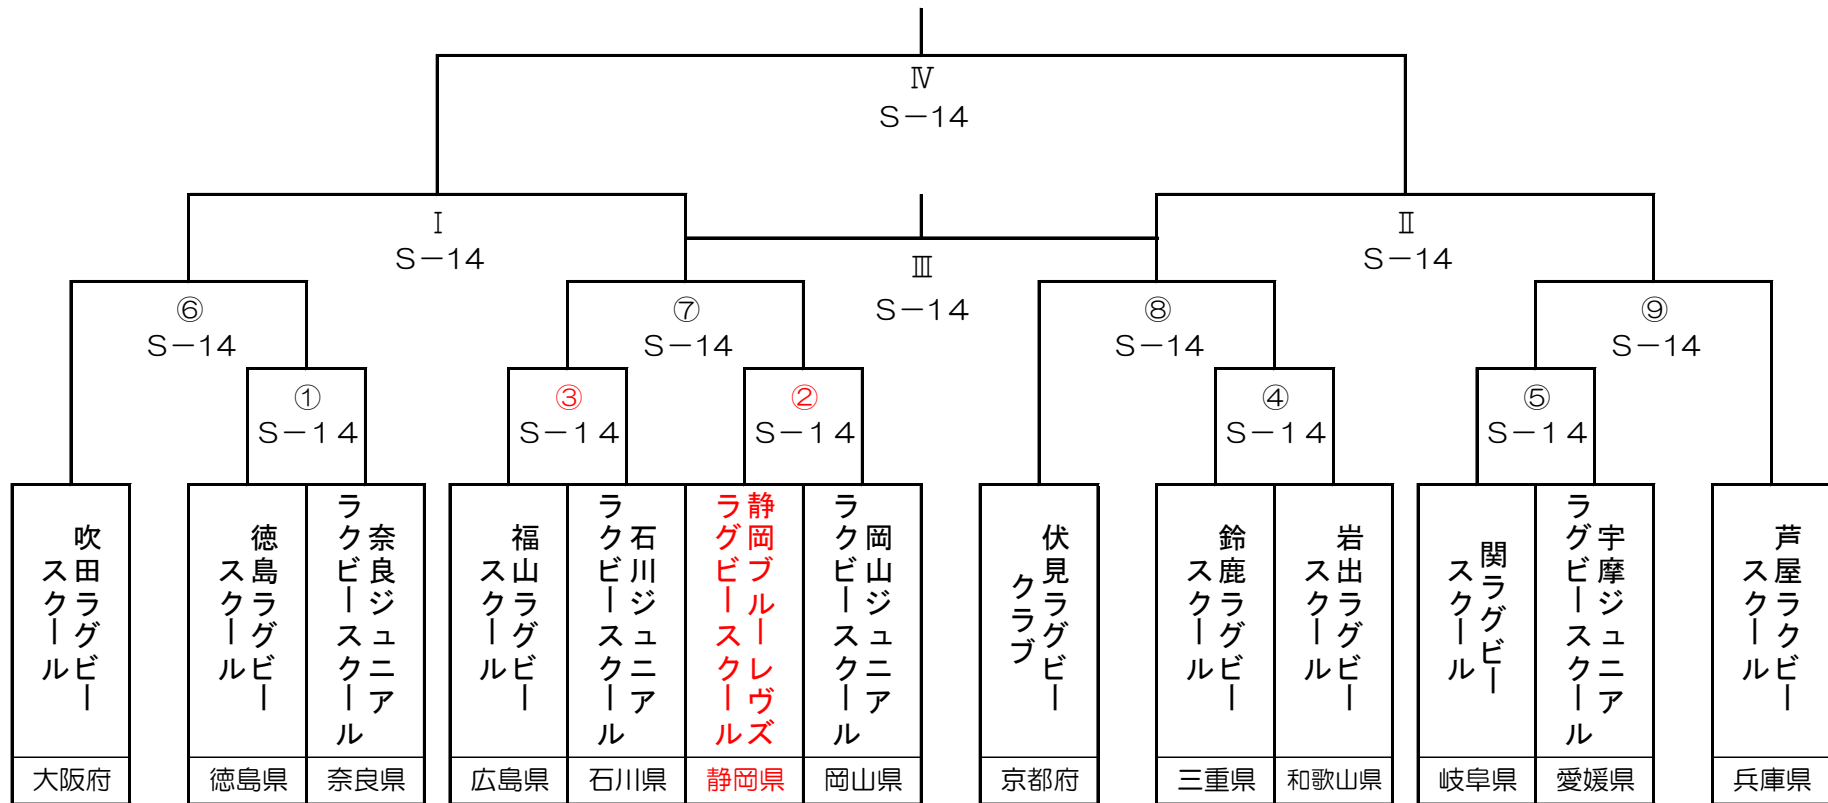 Ⅳ
S－14
Ⅰ
S－14
Ⅱ
S－14
Ⅲ
S－14
⑥
S－14
⑦
S－14
⑧
S－14
⑨
S－14
①
S－１４
③
S－１４
②
S－１４
④
S－１４
⑤
S－１４
吹田ラグビー
スクール
徳島ラグビー
スクール
奈良ジュニア
ラクビースクール
福山ラグビー
スクール
石川ジュニア
ラクビースクール
静岡ブルーレヴズ
ラグビースクール
岡山ジュニア
ラクビースクール
伏見ラグビー
クラブ
鈴鹿ラグビー
スクール
岩出ラグビー
スクール
関ラグビー
スクール
宇摩ジュニア
ラグビースクール
芦屋ラクビー
スクール
大阪府
徳島県
奈良県
広島県
石川県
静岡県
岡山県
京都府
三重県
和歌山県
岐阜県
愛媛県
兵庫県